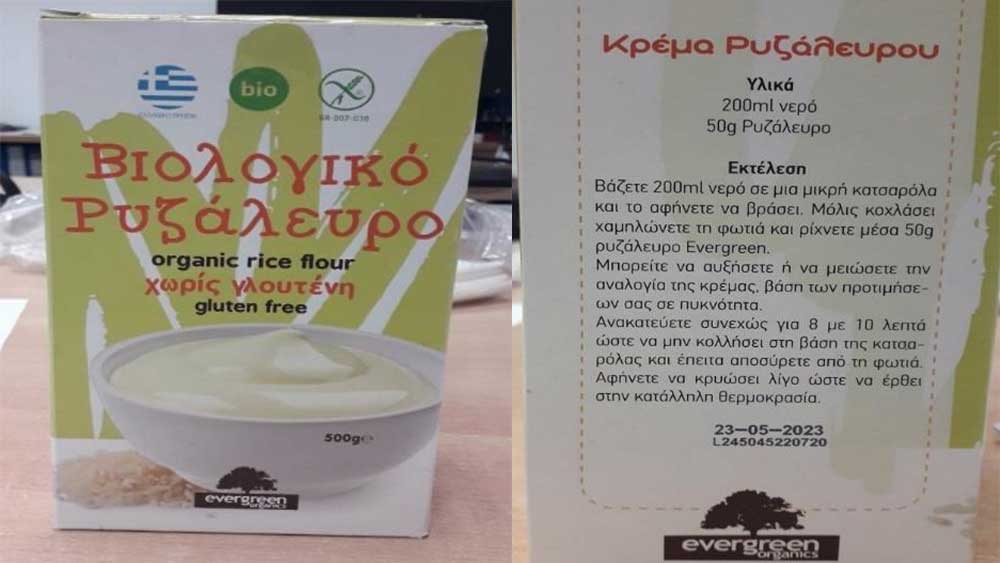 bio
GR-007-036
Βιολογικό
Ρυζάλευρο
organic rice flour
χωρίς γλουτένη
gluten free
500g℮
evergreen
organics
Κρέμα Ρυζάλευρου
Υλικά
200ml νερό
50g Ρυζάλευρο
Εκτέλεση
Βάζετε 200ml νερό σε μια μικρή κατσαρόλα
και το αφήνετε να βράσει. Μόλις κοχλάσει
χαμηλώνετε τη φωτιά και ρίχνετε μέσα 50g
ρυζάλευρο Evergreen.
Μπορείτε να αυξήσετε ή να μειώσετε την
αναλογία της κρέμας, βάση των προτιμήσε-
ων σας σε πυκνότητα.
Ανακατεύετε συνεχώς για 8 με 10 λεπτά
ώστε να μην κολλήσει στη βάση της κατσα-
ρόλας και έπειτα αποσύρετε από τη φωτιά.
Αφήνετε να κρυώσει λίγο ώστε να έρθει
στην κατάλληλη θερμοκρασία.
23-05-2023
L245045220720
evergreen
organics